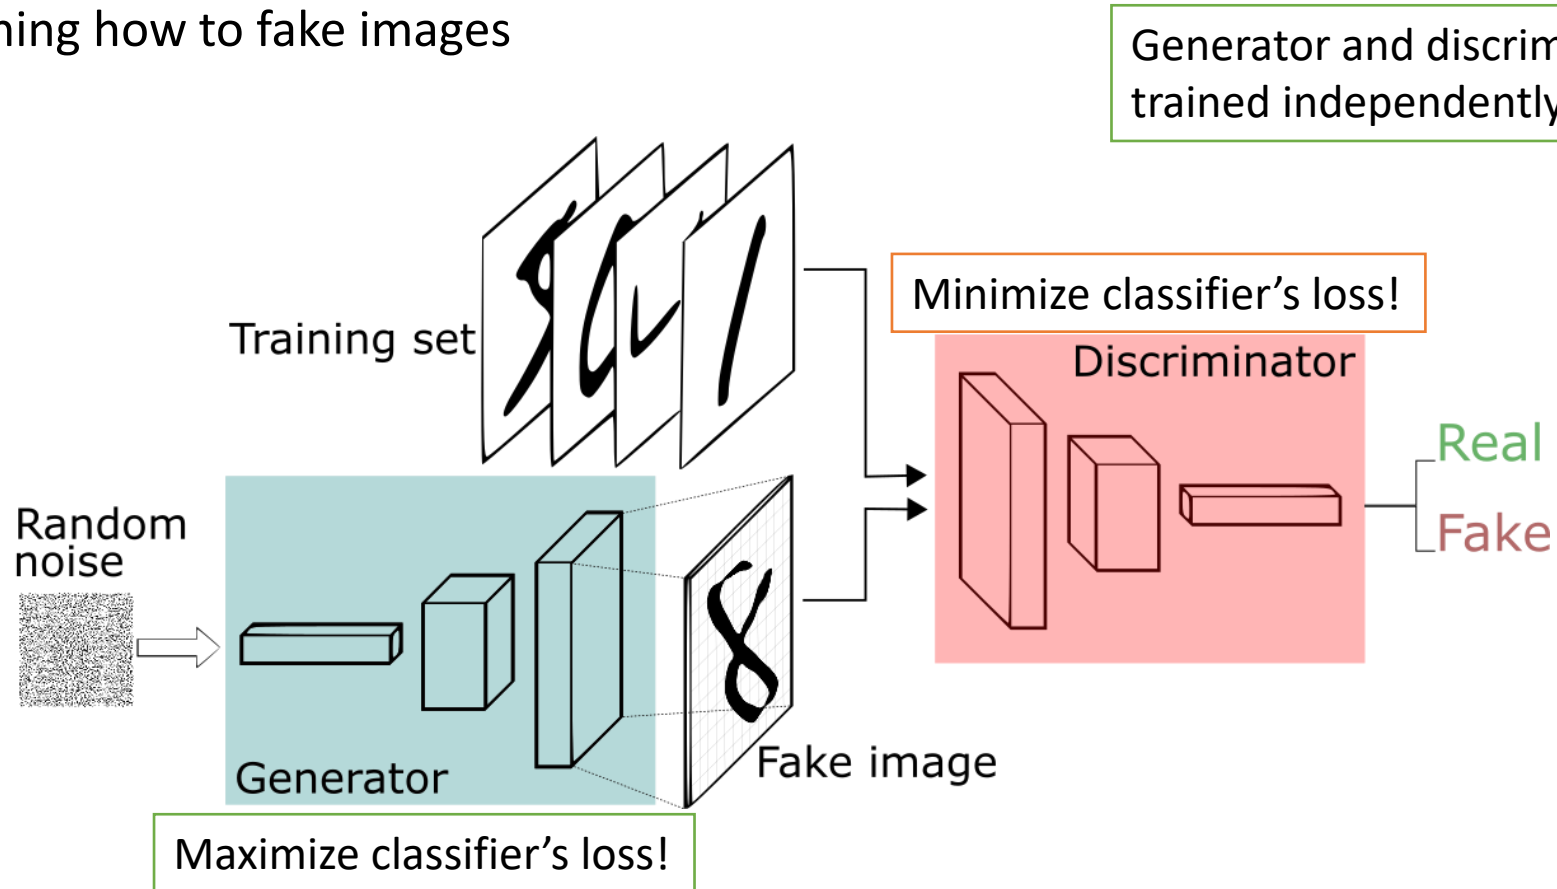 ning how to fake images
Generator and discrim
trained independently
Minimize classifier’s loss!
Training set
Discriminator
Real
Fake
Random
noise
Generator
Fake image
Maximize classifier’s loss!